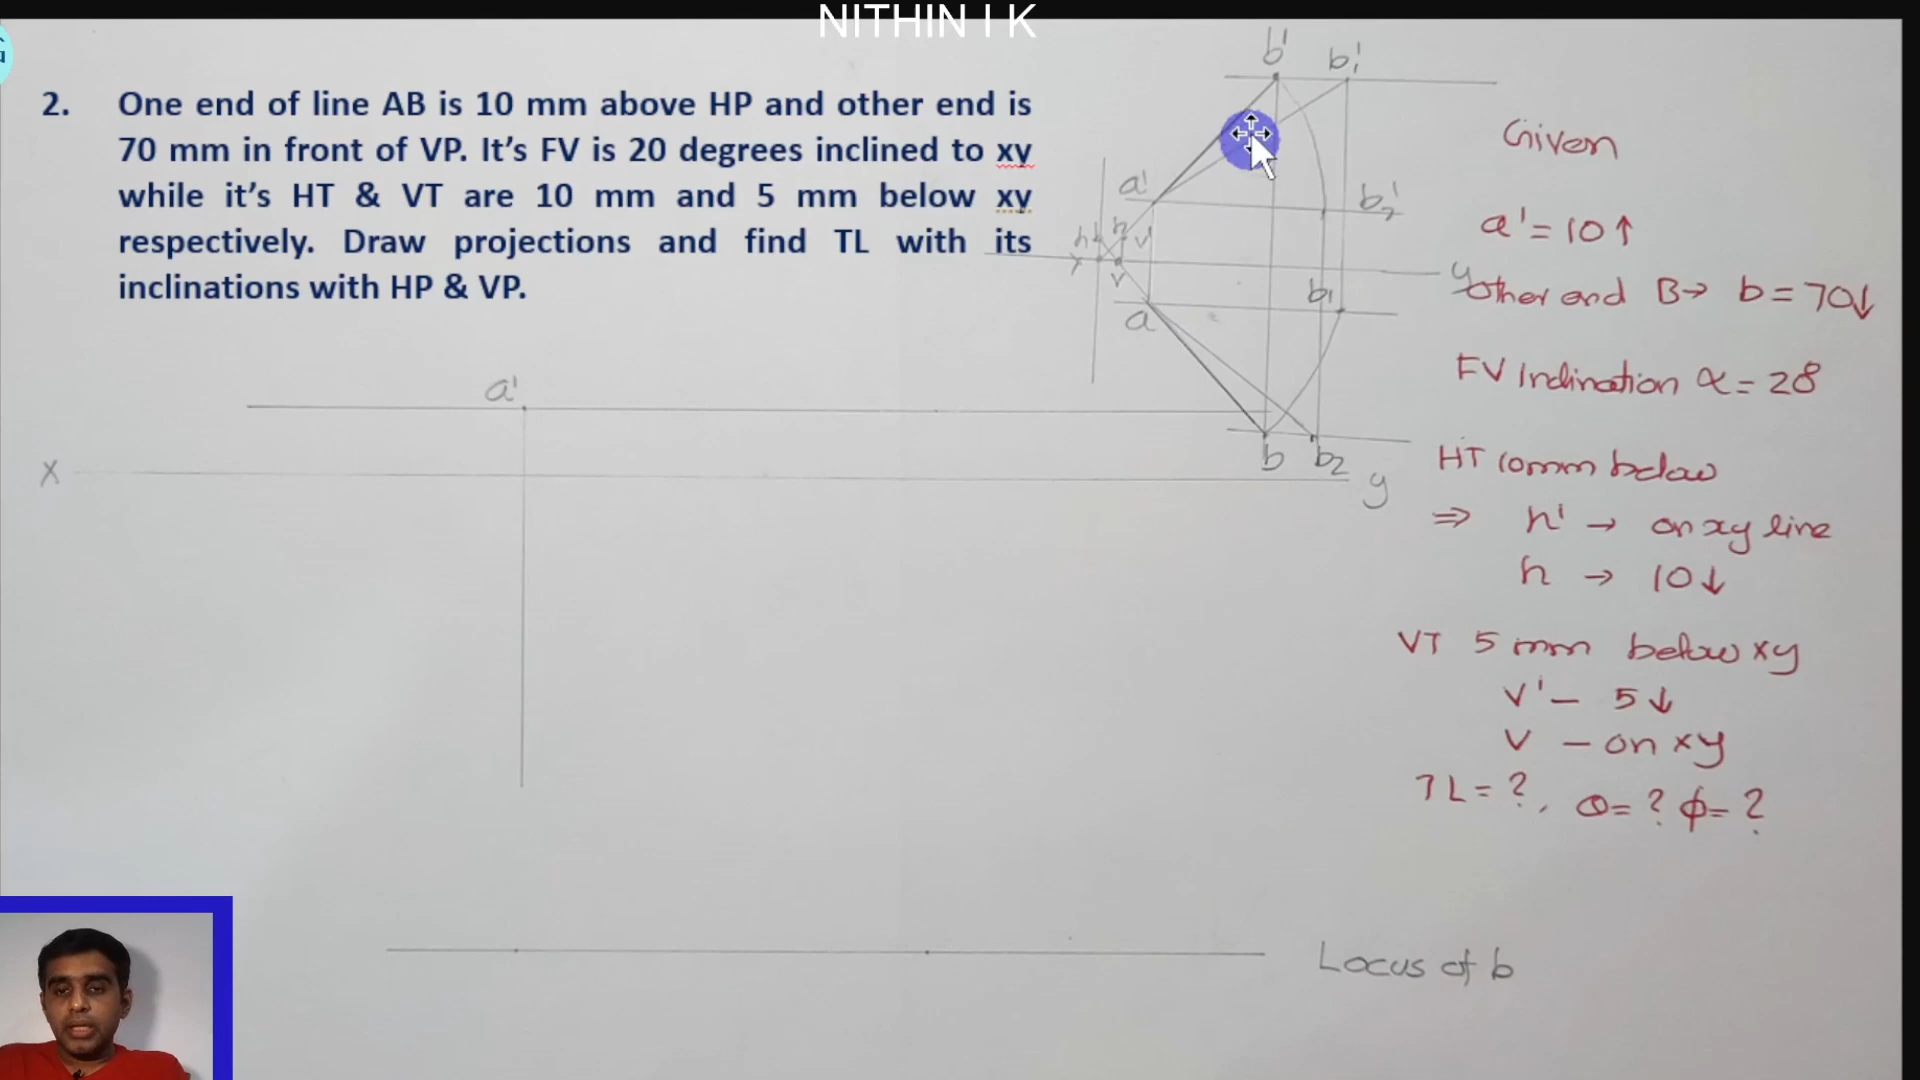 NITHIN I K
2. One end of line AB is 10 mm above HP and other end is
70 mm in front of VP. It's FV is 20 degrees inclined to xy
while it's HT & VT are 10 mm and 5 mm below xy
respectively. Draw projections and find TL with its
inclinations with HP & VP.
b' b₁'
a' b₂'
h' h v'
x v y
a b₁
b b₂
a'
x y
Locus of b
Given
a' = 10↑
other end B → b = 70↓
FV Inclination α = 28
HT 10mm below
⇒ h' → on xy line
h → 10↓
VT 5 mm below xy
v' – 5↓
v – on xy
TL = ?, θ = ? φ = ?